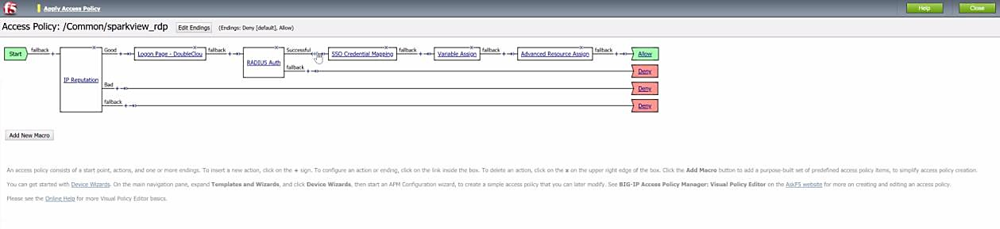 f5 Apply Access Policy Help Close
Access Policy: /Common/sparkview_rdp Edit Endings (Endings: Deny [default], Allow)
Start fallback + Good + Logon Page - DoubleClou x fallback + Successful SSO Credential Mapping x fallback + Variable Assign x fallback + Advanced Resource Assign x fallback + Allow
RADIUS Auth x
fallback + Deny
IP Reputation x
Bad + Deny
fallback + Deny
Add New Macro
An access policy consists of a start point, actions, and one or more endings. To insert a new action, click on the + sign. To configure an action or ending, click on the link inside the box. To delete an action, click on the x on the upper right edge of the box. Click the Add Macro button to add a purpose-built set of predefined access policy items, to simplify access policy creation.
You can get started with Device Wizards. On the main navigation pane, expand Templates and Wizards, and click Device Wizards, then start an APM Configuration wizard, to create a simple access policy that you can later modify. See BIG-IP Access Policy Manager: Visual Policy Editor on the AskF5 website for more on creating and editing an access policy.
Please see the Online Help for more Visual Policy Editor basics.